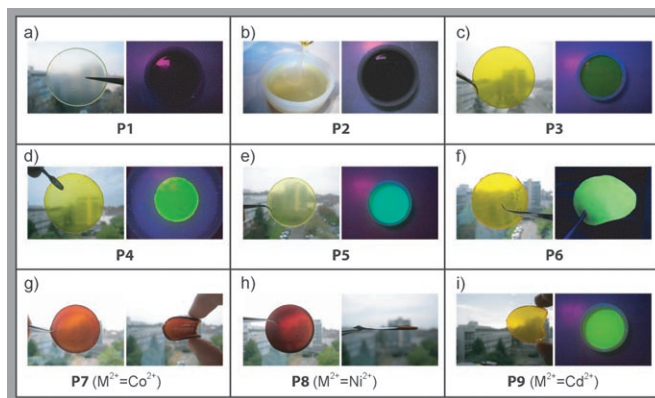 a) b) c)
P1 P2 P3
d) e) f)
P4 P5 P6
g) h) i)
P7 (M²⁺=Co²⁺) P8 (M²⁺=Ni²⁺) P9 (M²⁺=Cd²⁺)